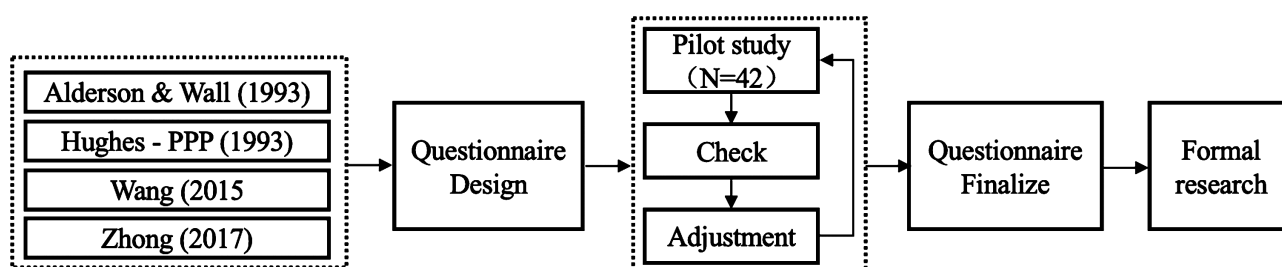 Alderson & Wall (1993)
Hughes - PPP (1993)
Wang (2015
Zhong (2017)
Questionnaire
Design
Pilot study
（N=42）
Check
Adjustment
Questionnaire
Finalize
Formal
research